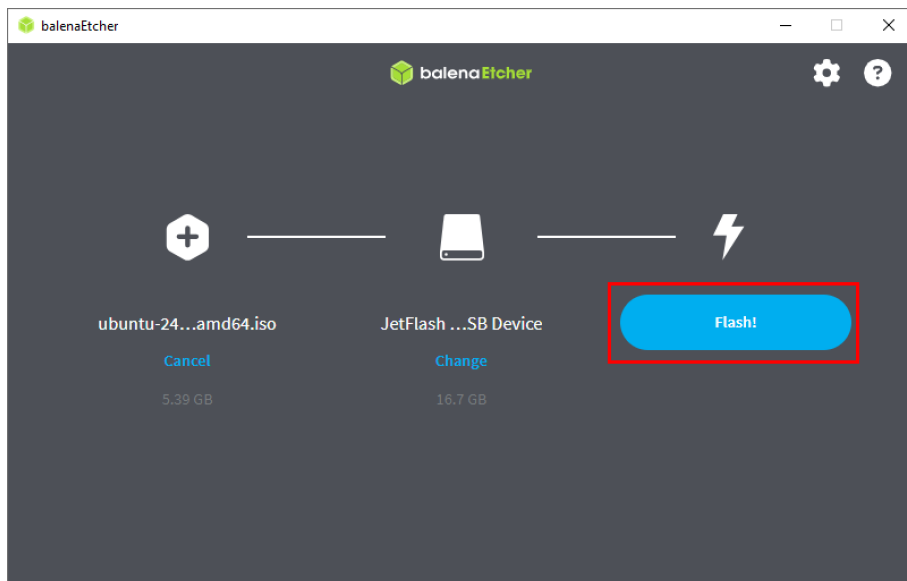 balenaEtcher
balenaEtcher
?
ubuntu-24...amd64.iso
JetFlash ...SB Device
Flash!
Cancel
Change
5.39 GB
16.7 GB